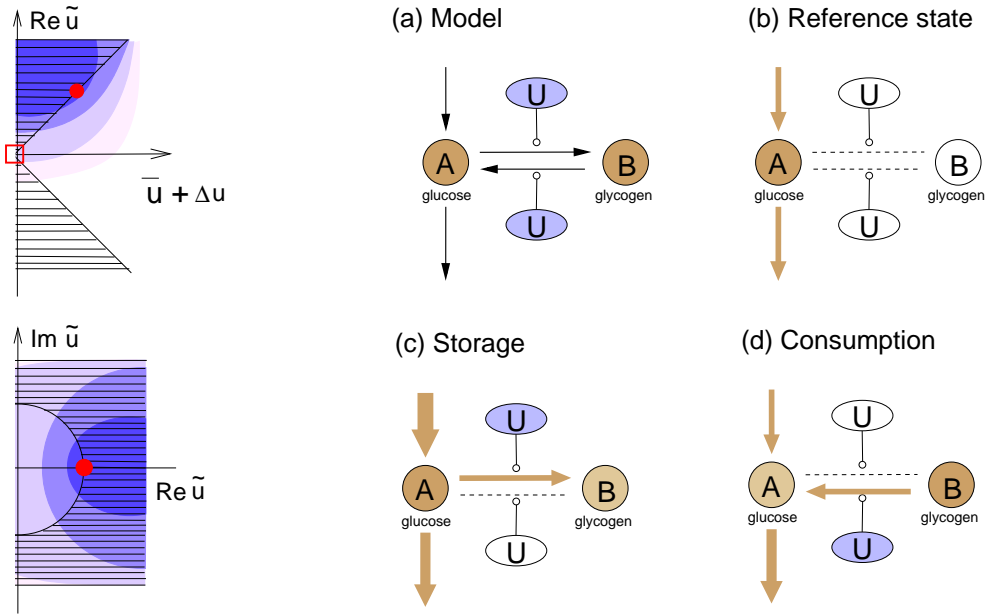 Re ũ
u̅ + Δu
Im ũ
Re ũ
(a) Model
U
A
B
glucose
glycogen
U
(b) Reference state
U
A
B
glucose
glycogen
U
(c) Storage
U
A
B
glucose
glycogen
U
(d) Consumption
U
A
B
glucose
glycogen
U